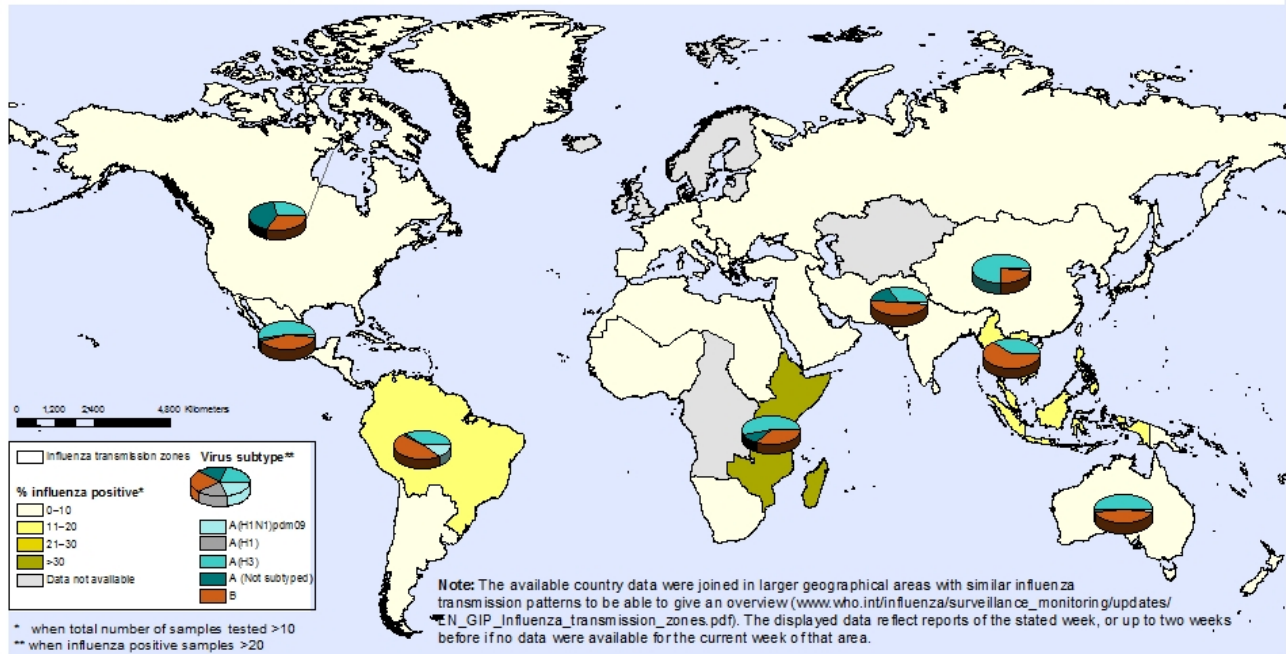 0 1,200 2,400 4,800 Kilometers
Influenza transmission zones
% influenza positive*
0–10
11–20
21–30
>30
Data not available
Virus subtype**
A(H1N1)pdm09
A(H1)
A(H3)
A (Not subtyped)
B
Note: The available country data were joined in larger geographical areas with similar influenza
transmission patterns to be able to give an overview (www.who.int/influenza/surveillance_monitoring/updates/
EN_GIP_Influenza_transmission_zones.pdf). The displayed data reflect reports of the stated week, or up to two weeks
before if no data were available for the current week of that area.
* when total number of samples tested >10
** when influenza positive samples >20